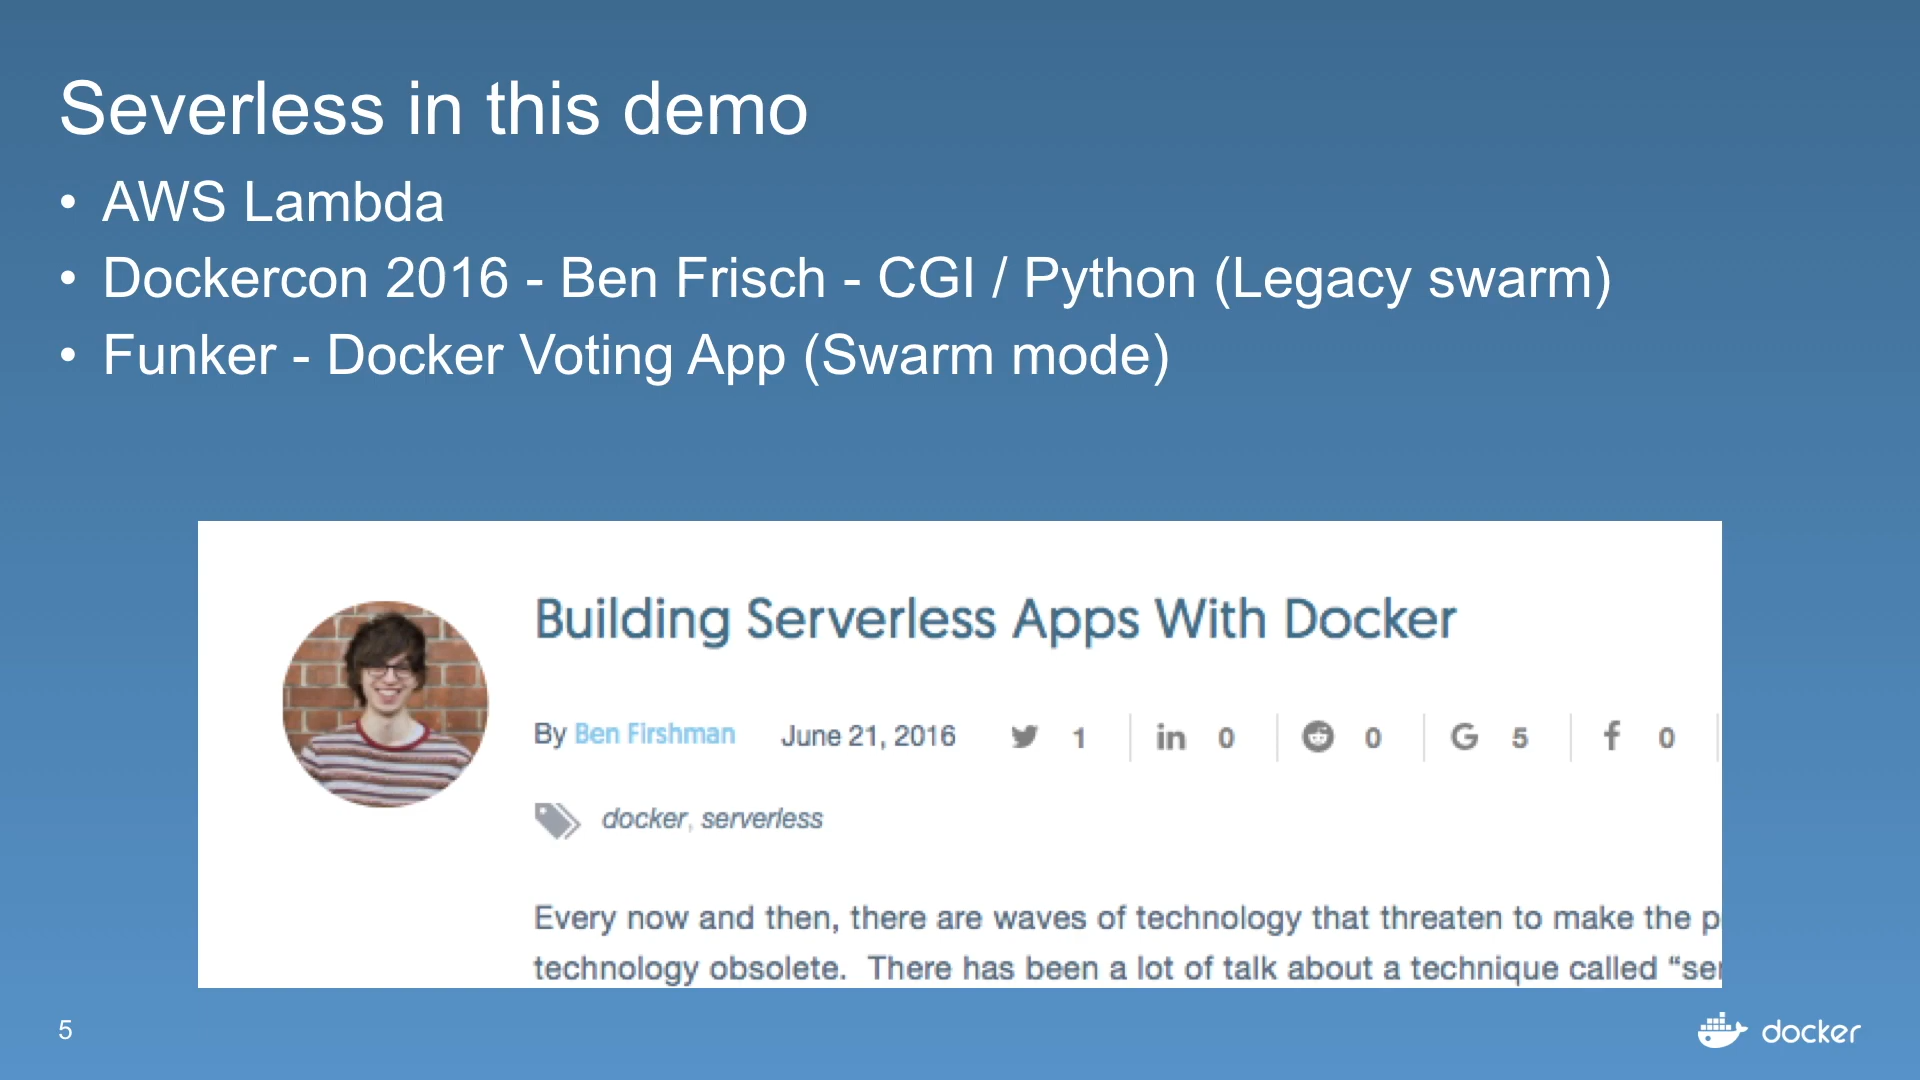 Severless in this demo
• AWS Lambda
• Dockercon 2016 - Ben Frisch - CGI / Python (Legacy swarm)
• Funker - Docker Voting App (Swarm mode)
Building Serverless Apps With Docker
By Ben Firshman June 21, 2016 1 in 0 0 G 5 f 0
docker, serverless
Every now and then, there are waves of technology that threaten to make the p
technology obsolete. There has been a lot of talk about a technique called “ser
5
docker